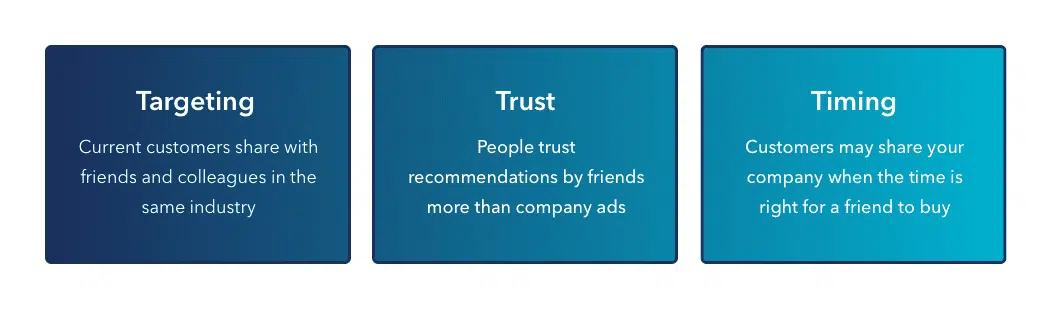 Targeting
Current customers share with
friends and colleagues in the
same industry
Trust
People trust
recommendations by friends
more than company ads
Timing
Customers may share your
company when the time is
right for a friend to buy